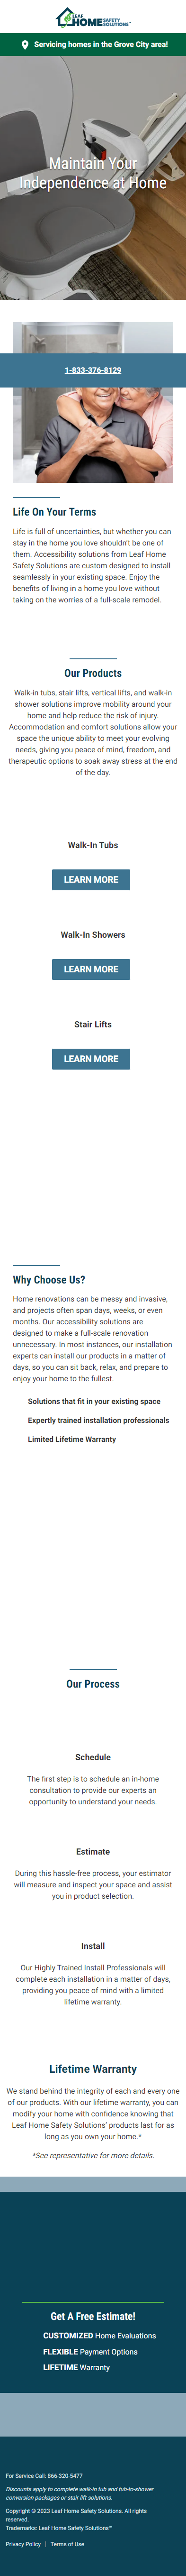 LEAF
HOME SAFETY SOLUTIONS™
Servicing homes in the Grove City area!
Maintain Your
Independence at Home
1-833-376-8129
Life On Your Terms
Life is full of uncertainties, but whether you can
stay in the home you love shouldn't be one of
them. Accessibility solutions from Leaf Home
Safety Solutions are custom designed to install
seamlessly in your existing space. Enjoy the
benefits of living in a home you love without
taking on the worries of a full-scale remodel.
Our Products
Walk-in tubs, stair lifts, vertical lifts, and walk-in
shower solutions improve mobility around your
home and help reduce the risk of injury.
Accommodation and comfort solutions allow your
space the unique ability to meet your evolving
needs, giving you peace of mind, freedom, and
therapeutic options to soak away stress at the end
of the day.
Walk-In Tubs
LEARN MORE
Walk-In Showers
LEARN MORE
Stair Lifts
LEARN MORE
Why Choose Us?
Home renovations can be messy and invasive,
and projects often span days, weeks, or even
months. Our accessibility solutions are
designed to make a full-scale renovation
unnecessary. In most instances, our installation
experts can install our products in a matter of
days, so you can sit back, relax, and prepare to
enjoy your home to the fullest.
Solutions that fit in your existing space
Expertly trained installation professionals
Limited Lifetime Warranty
Our Process
Schedule
The first step is to schedule an in-home
consultation to provide our experts an
opportunity to understand your needs.
Estimate
During this hassle-free process, your estimator
will measure and inspect your space and assist
you in product selection.
Install
Our Highly Trained Install Professionals will
complete each installation in a matter of days,
providing you peace of mind with a limited
lifetime warranty.
Lifetime Warranty
We stand behind the integrity of each and every one
of our products. With our lifetime warranty, you can
modify your home with confidence knowing that
Leaf Home Safety Solutions' products last for as
long as you own your home.*
*See representative for more details.
Get A Free Estimate!
CUSTOMIZED Home Evaluations
FLEXIBLE Payment Options
LIFETIME Warranty
For Service Call: 866-320-5477
Discounts apply to complete walk-in tub and tub-to-shower
conversion packages or stair lift solutions.
Copyright © 2023 Leaf Home Safety Solutions. All rights
reserved.
Trademarks: Leaf Home Safety Solutions™
Privacy Policy | Terms of Use